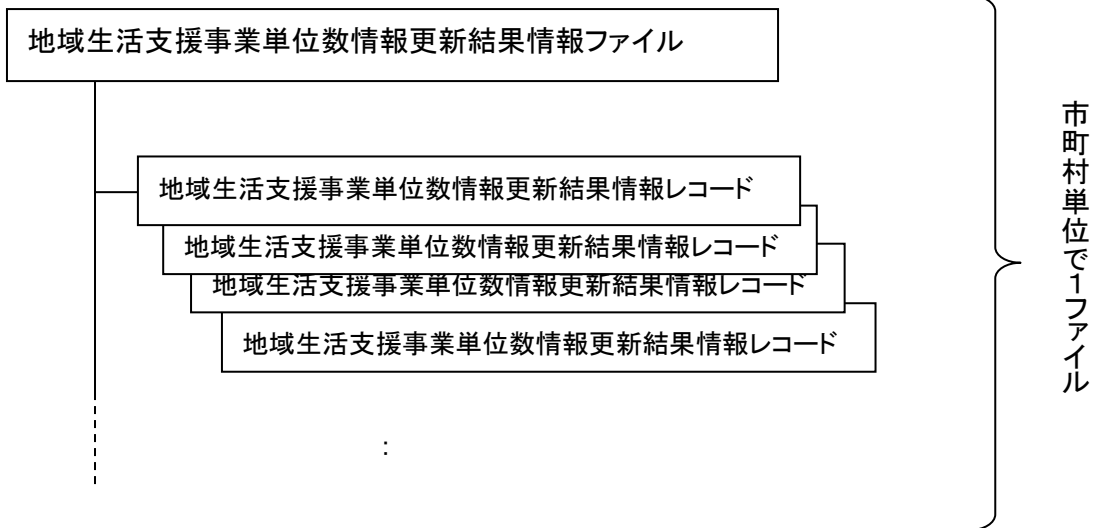 地域生活支援事業単位数情報更新結果情報ファイル
地域生活支援事業単位数情報更新結果情報レコード
地域生活支援事業単位数情報更新結果情報レコード
地域生活支援事業単位数情報更新結果情報レコード
地域生活支援事業単位数情報更新結果情報レコード
:
市町村単位で1ファイル